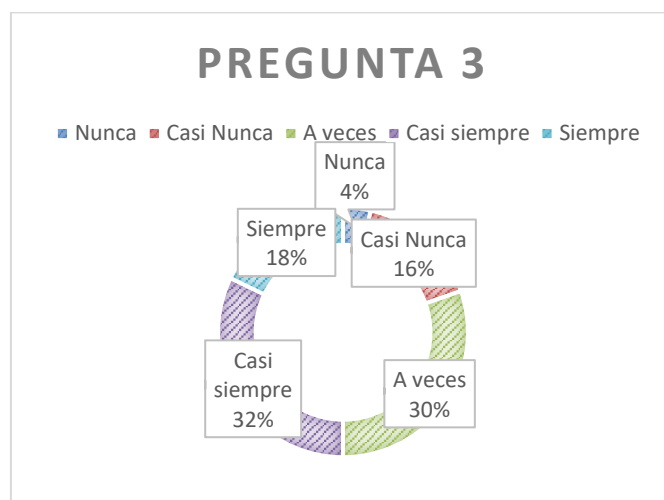 PREGUNTA 3
Nunca Casi Nunca A veces Casi siempre Siempre
Nunca
4%
Casi Nunca
16%
A veces
30%
Casi
siempre
32%
Siempre
18%